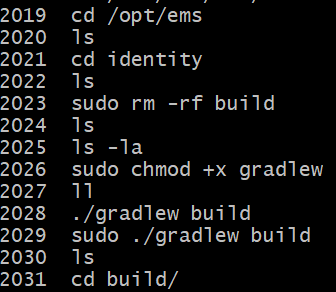 2019 cd /opt/ems
2020 ls
2021 cd identity
2022 ls
2023 sudo rm -rf build
2024 ls
2025 ls -la
2026 sudo chmod +x gradlew
2027 ll
2028 ./gradlew build
2029 sudo ./gradlew build
2030 ls
2031 cd build/